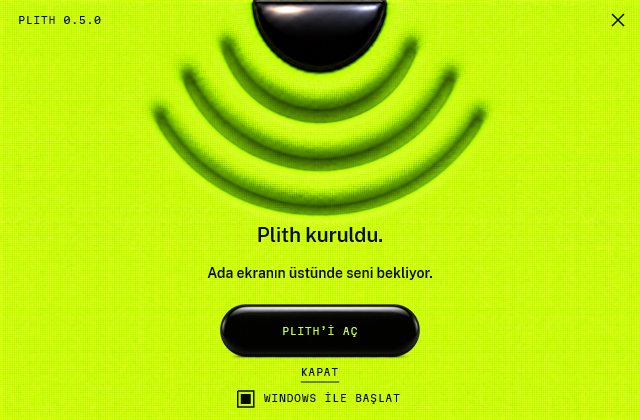 PLITH 0.5.0
Plith kuruldu.
Ada ekranın üstünde seni bekliyor.
PLITH'İ AÇ
KAPAT
WINDOWS İLE BAŞLAT